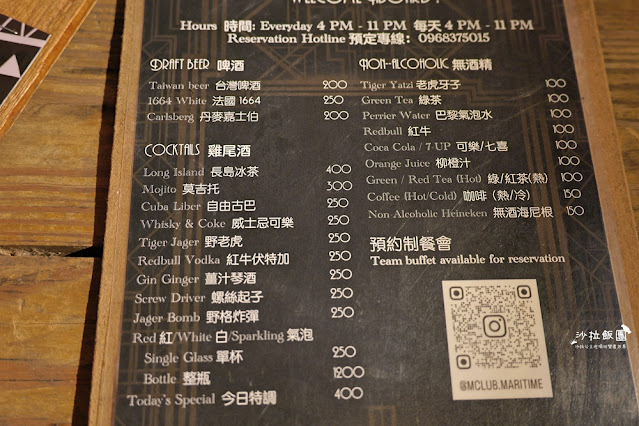 WELCOME ABOARD!
Hours 時間: Everyday 4 PM - 11 PM 每天 4 PM - 11 PM
Reservation Hotline 預定專線: 0968375015
DRAFT BEER 啤酒
Taiwan beer 台灣啤酒 200
1664 White 法國 1664 250
Carlsberg 丹麥嘉士伯 200
COCKTAILS 雞尾酒
Long Island 長島冰茶 400
Mojito 莫吉托 300
Cuba Liber 自由古巴 250
Whisky & Coke 威士忌可樂 250
Tiger Jager 野老虎 250
Redbull Vodka 紅牛伏特加 250
Gin Ginger 薑汁琴酒 250
Screw Driver 螺絲起子 250
Jager Bomb 野格炸彈 250
Red 紅/White 白/Sparkling 氣泡
Single Glass 單杯 250
Bottle 整瓶 1200
Today's Special 今日特調 400
NON-ALCOHOLIC 無酒精
Tiger Yatzl 老虎牙子 100
Green Tea 綠茶 100
Perrier Water 巴黎氣泡水 100
Redbull 紅牛 100
Coca Cola / 7-UP 可樂/七喜 100
Orange Juice 柳橙汁 100
Green / Red Tea (Hot) 綠/紅茶(熱) 100
Coffee (Hot/Cold) 咖啡 (熱/冷) 150
Non Alcoholic Heineken 無酒海尼根 150
預約制餐會
Team buffet available for reservation
@MCLUB.MARITIME
沙拉飯團